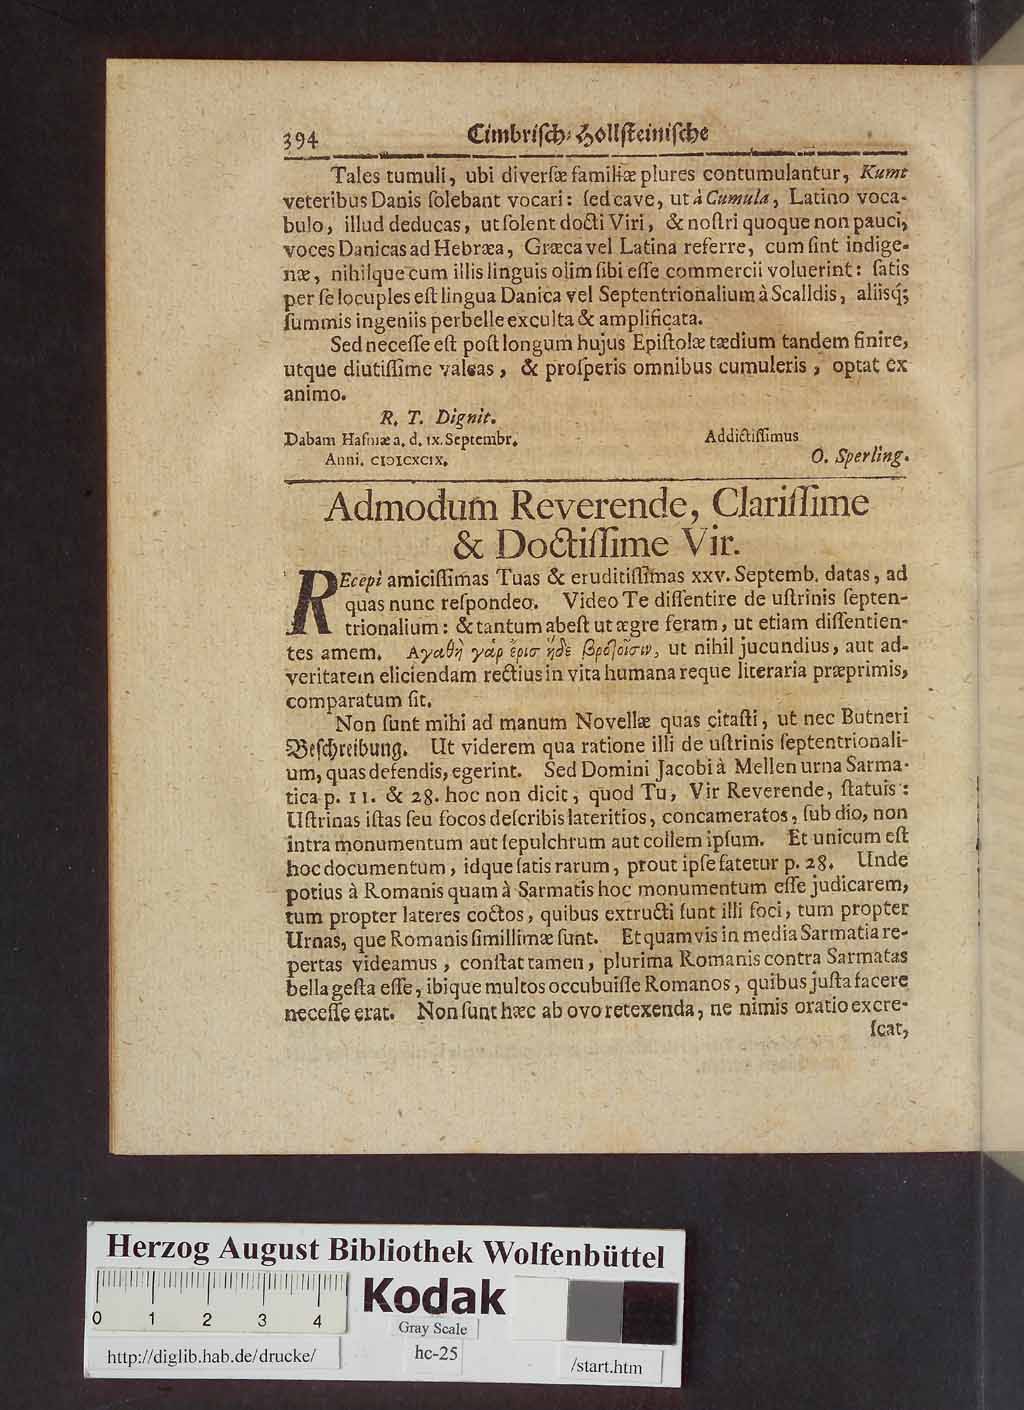 394 Cimbriſch⸗Hollſteiniſche
Tales tumuli, ubi diverſæ familiæ plures contumulantur, Kumt
veteribus Danis ſolebant vocari: ſed cave, ut à Cumula, Latino voca-
bulo, illud deducas, ut ſolent docti Viri, & noſtri quoque non pauci,
voces Danicas ad Hebræa, Græca vel Latina referre, cum ſint indige-
næ, nihilque cum illis linguis olim ſibi eſſe commercii voluerint: ſatis
per ſe locuples eſt lingua Danica vel Septentrionalium à Scalldis, aliisq́;
ſummis ingeniis perbelle exculta & amplificata.
Sed neceſſe eſt poſt longum hujus Epiſtolæ tædium tandem finire,
utque diutiſſime valeas, & proſperis omnibus cumuleris, optat ex
animo.
R. T. Dignit.
Dabam Hafniæ a. d. IX. Septembr. Addictiſſimus
Anni. CIↃIↃCXCIX. O. Sperling.
Admodum Reverende, Clariſſime
& Doctiſſime Vir.
REcepi amiciſſimas Tuas & eruditiſſimas XXV. Septemb. datas, ad
quas nunc reſpondeo. Video Te diſſentire de uſtrinis ſepten-
trionalium: & tantum abeſt ut ægre feram, ut etiam diſſentien-
tes amem. Αγαθὴ γάρ ἔρισ ἥδε βροτοῖσιν, ut nihil jucundius, aut ad-
veritatem eliciendam rectius in vita humana reque literaria præprimis,
comparatum ſit.
Non ſunt mihi ad manum Novellæ quas citaſti, ut nec Butneri
Beſchreibung. Ut viderem qua ratione illi de uſtrinis ſeptentrionali-
um, quas defendis, egerint. Sed Domini Jacobi à Mellen urna Sarma-
tica p. 11. & 28. hoc non dicit, quod Tu, Vir Reverende, ſtatuis:
Uſtrinas iſtas ſeu focos deſcribis lateritios, concameratos, ſub dio, non
intra monumentum aut ſepulchrum aut collem ipſum. Et unicum eſt
hoc documentum, idque ſatis rarum, prout ipſe fatetur p. 28. Unde
potius à Romanis quam à Sarmatis hoc monumentum eſſe judicarem,
tum propter lateres coctos, quibus extructi ſunt illi foci, tum propter
Urnas, que Romanis ſimillimæ ſunt. Et quamvis in media Sarmatia re-
pertas videamus, conſtat tamen, plurima Romanis contra Sarmatas
bella geſta eſſe, ibique multos occubuiſſe Romanos, quibus juſta facere
neceſſe erat. Non ſunt hæc ab ovo retexenda, ne nimis oratio excre-
ſcat,
Herzog August Bibliothek Wolfenbüttel
0 1 2 3 4
Kodak
Gray Scale
http://diglib.hab.de/drucke/ hc-25 /start.htm